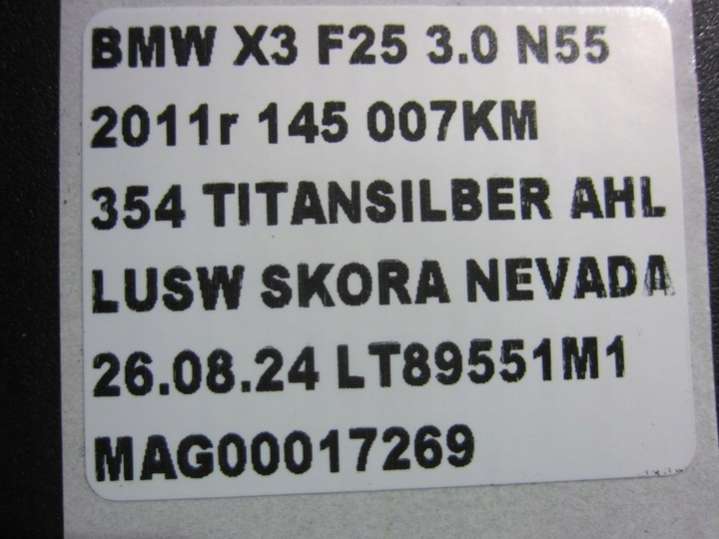 BMW X3 F25 3.0 N55
2011r 145 007KM
354 TITANSILBER AHL
LUSW SKORA NEVADA
26.08.24 LT89551M1
MAG00017269